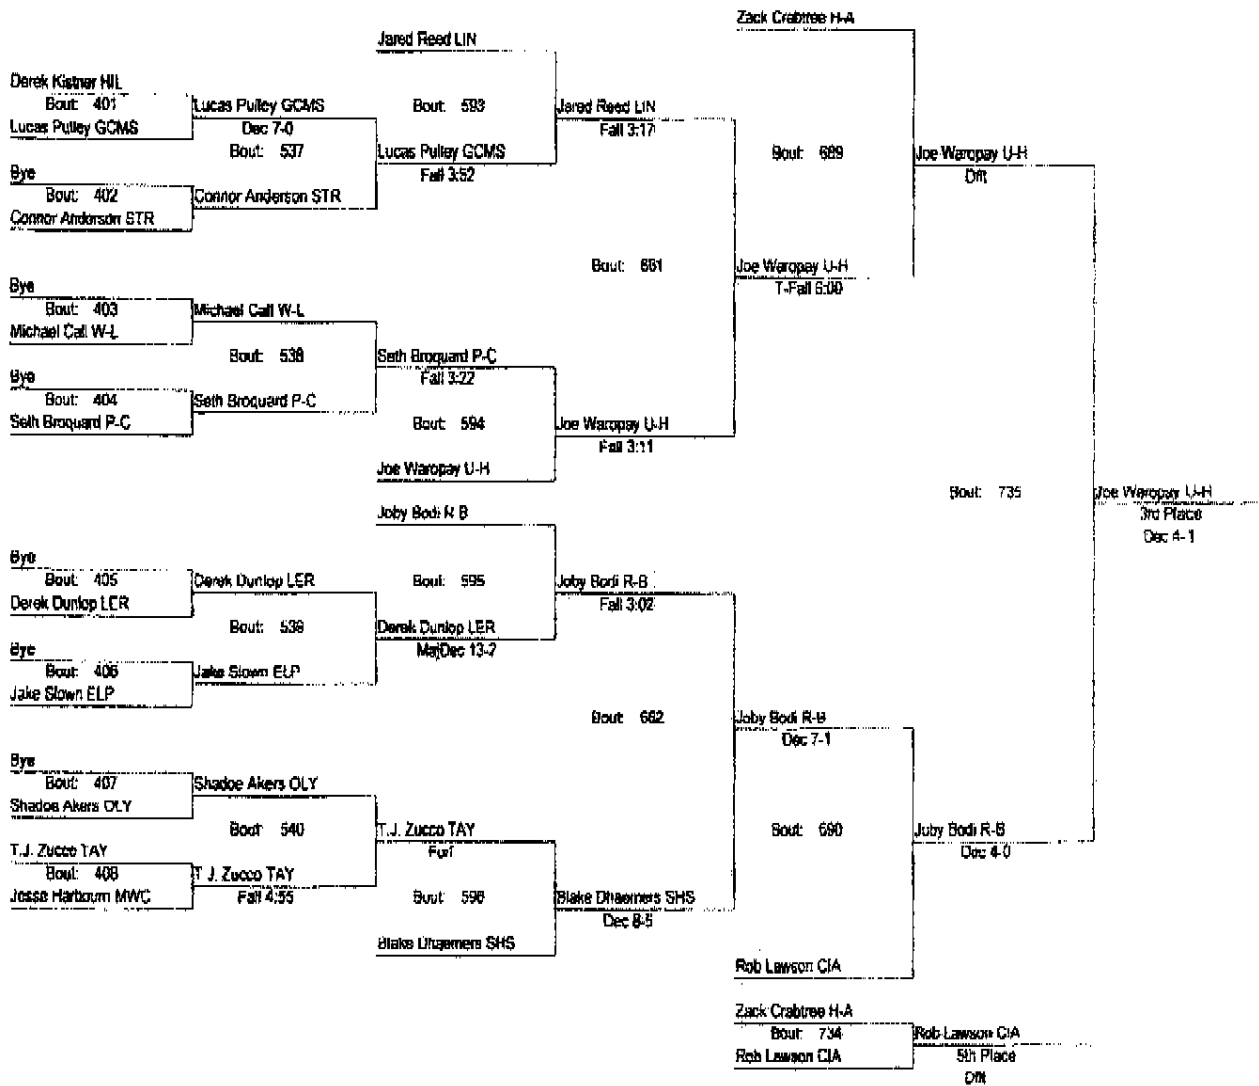 Zack Crabtree H-A
Jared Reed LIN
Derek Kistner HIL
Bout: 401
Lucas Pulley GCMS
Lucas Pulley GCMS
Dec 7-0
Bout: 537
Bout: 593
Jared Reed LIN
Fall 3:17
Lucas Pulley GCMS
Fall 3:52
Bout: 689
Joe Waropay U-H
Dflt
Bye
Bout: 402
Connor Anderson STR
Connor Anderson STR
Bout: 661
Joe Waropay U-H
T-Fall 6:00
Bye
Bout: 403
Michael Call W-L
Michael Call W-L
Bout: 538
Seth Broquard P-C
Fall 3:22
Bye
Bout: 404
Seth Broquard P-C
Seth Broquard P-C
Bout: 594
Joe Waropay U-H
Fall 3:11
Joe Waropay U-H
Bout: 735
Joe Waropay U-H
3rd Place
Dec 4-1
Joby Bodi R-B
Bye
Bout: 405
Derek Dunlop LER
Derek Dunlop LER
Bout: 595
Joby Bodi R-B
Fall 3:02
Bout: 539
Derek Dunlop LER
MajDec 13-2
Bye
Bout: 406
Jake Slown ELP
Jake Slown ELP
Bout: 662
Joby Bodi R-B
Dec 7-1
Bye
Bout: 407
Shadoe Akers OLY
Shadoe Akers OLY
Bout: 540
T.J. Zucco TAY
Forf
Bout: 690
Joby Bodi R-B
Dec 4-0
T.J. Zucco TAY
Bout: 408
Jesse Harbourn MWC
T.J. Zucco TAY
Fall 4:55
Bout: 596
Blake Dhaemers SHS
Dec 8-5
Blake Dhaemers SHS
Rob Lawson CIA
Zack Crabtree H-A
Bout: 734
Rob Lawson CIA
Rob Lawson CIA
5th Place
Dflt